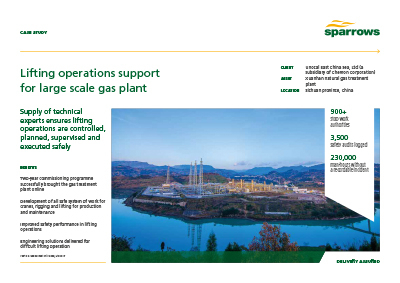 CASE STUDY
sparrows
Lifting operations support
for large scale gas plant
CLIENT Unocal East China Sea, Ltd (a
subsidiary of Chevron Corporation)
ASSET Xuanhan natural gas treatment
plant
LOCATION Sichuan province, China
Supply of technical
experts ensures lifting
operations are controlled,
planned, supervised and
executed safely
BENEFITS
Two-year commissioning programme
successfully brought the gas treatment
plant online
Development of all safe system of work for
cranes, rigging and lifting for production
and maintenance
Improved safety performance in lifting
operations
Engineering solutions delivered for
difficult lifting operation
900+
authorities
3,500
safety audits logged
230,000
man-hours without
a recordable incident
DELIVERY ASSURED